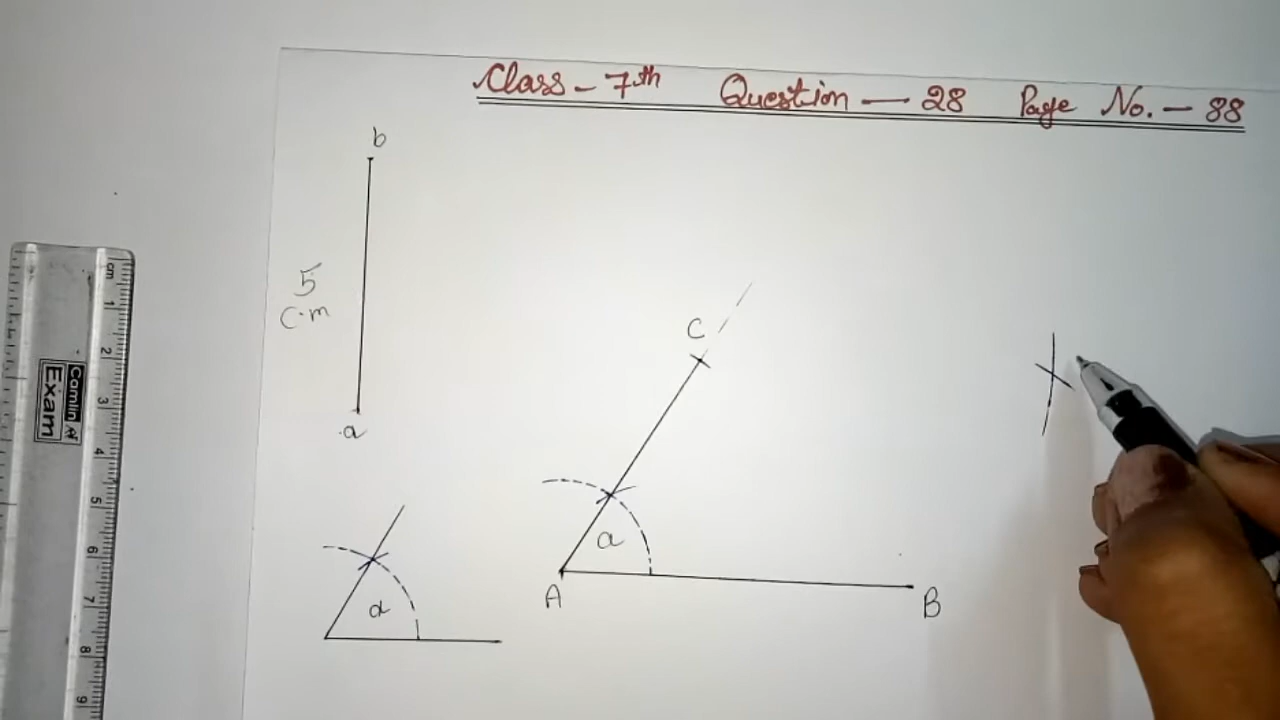 Class - 7th Question — 28 Page No. - 88
b
5
c.m
a
C
α
A
B
α
cm 1 2 3 4 5 6 7 8 9
Camlin
Exam